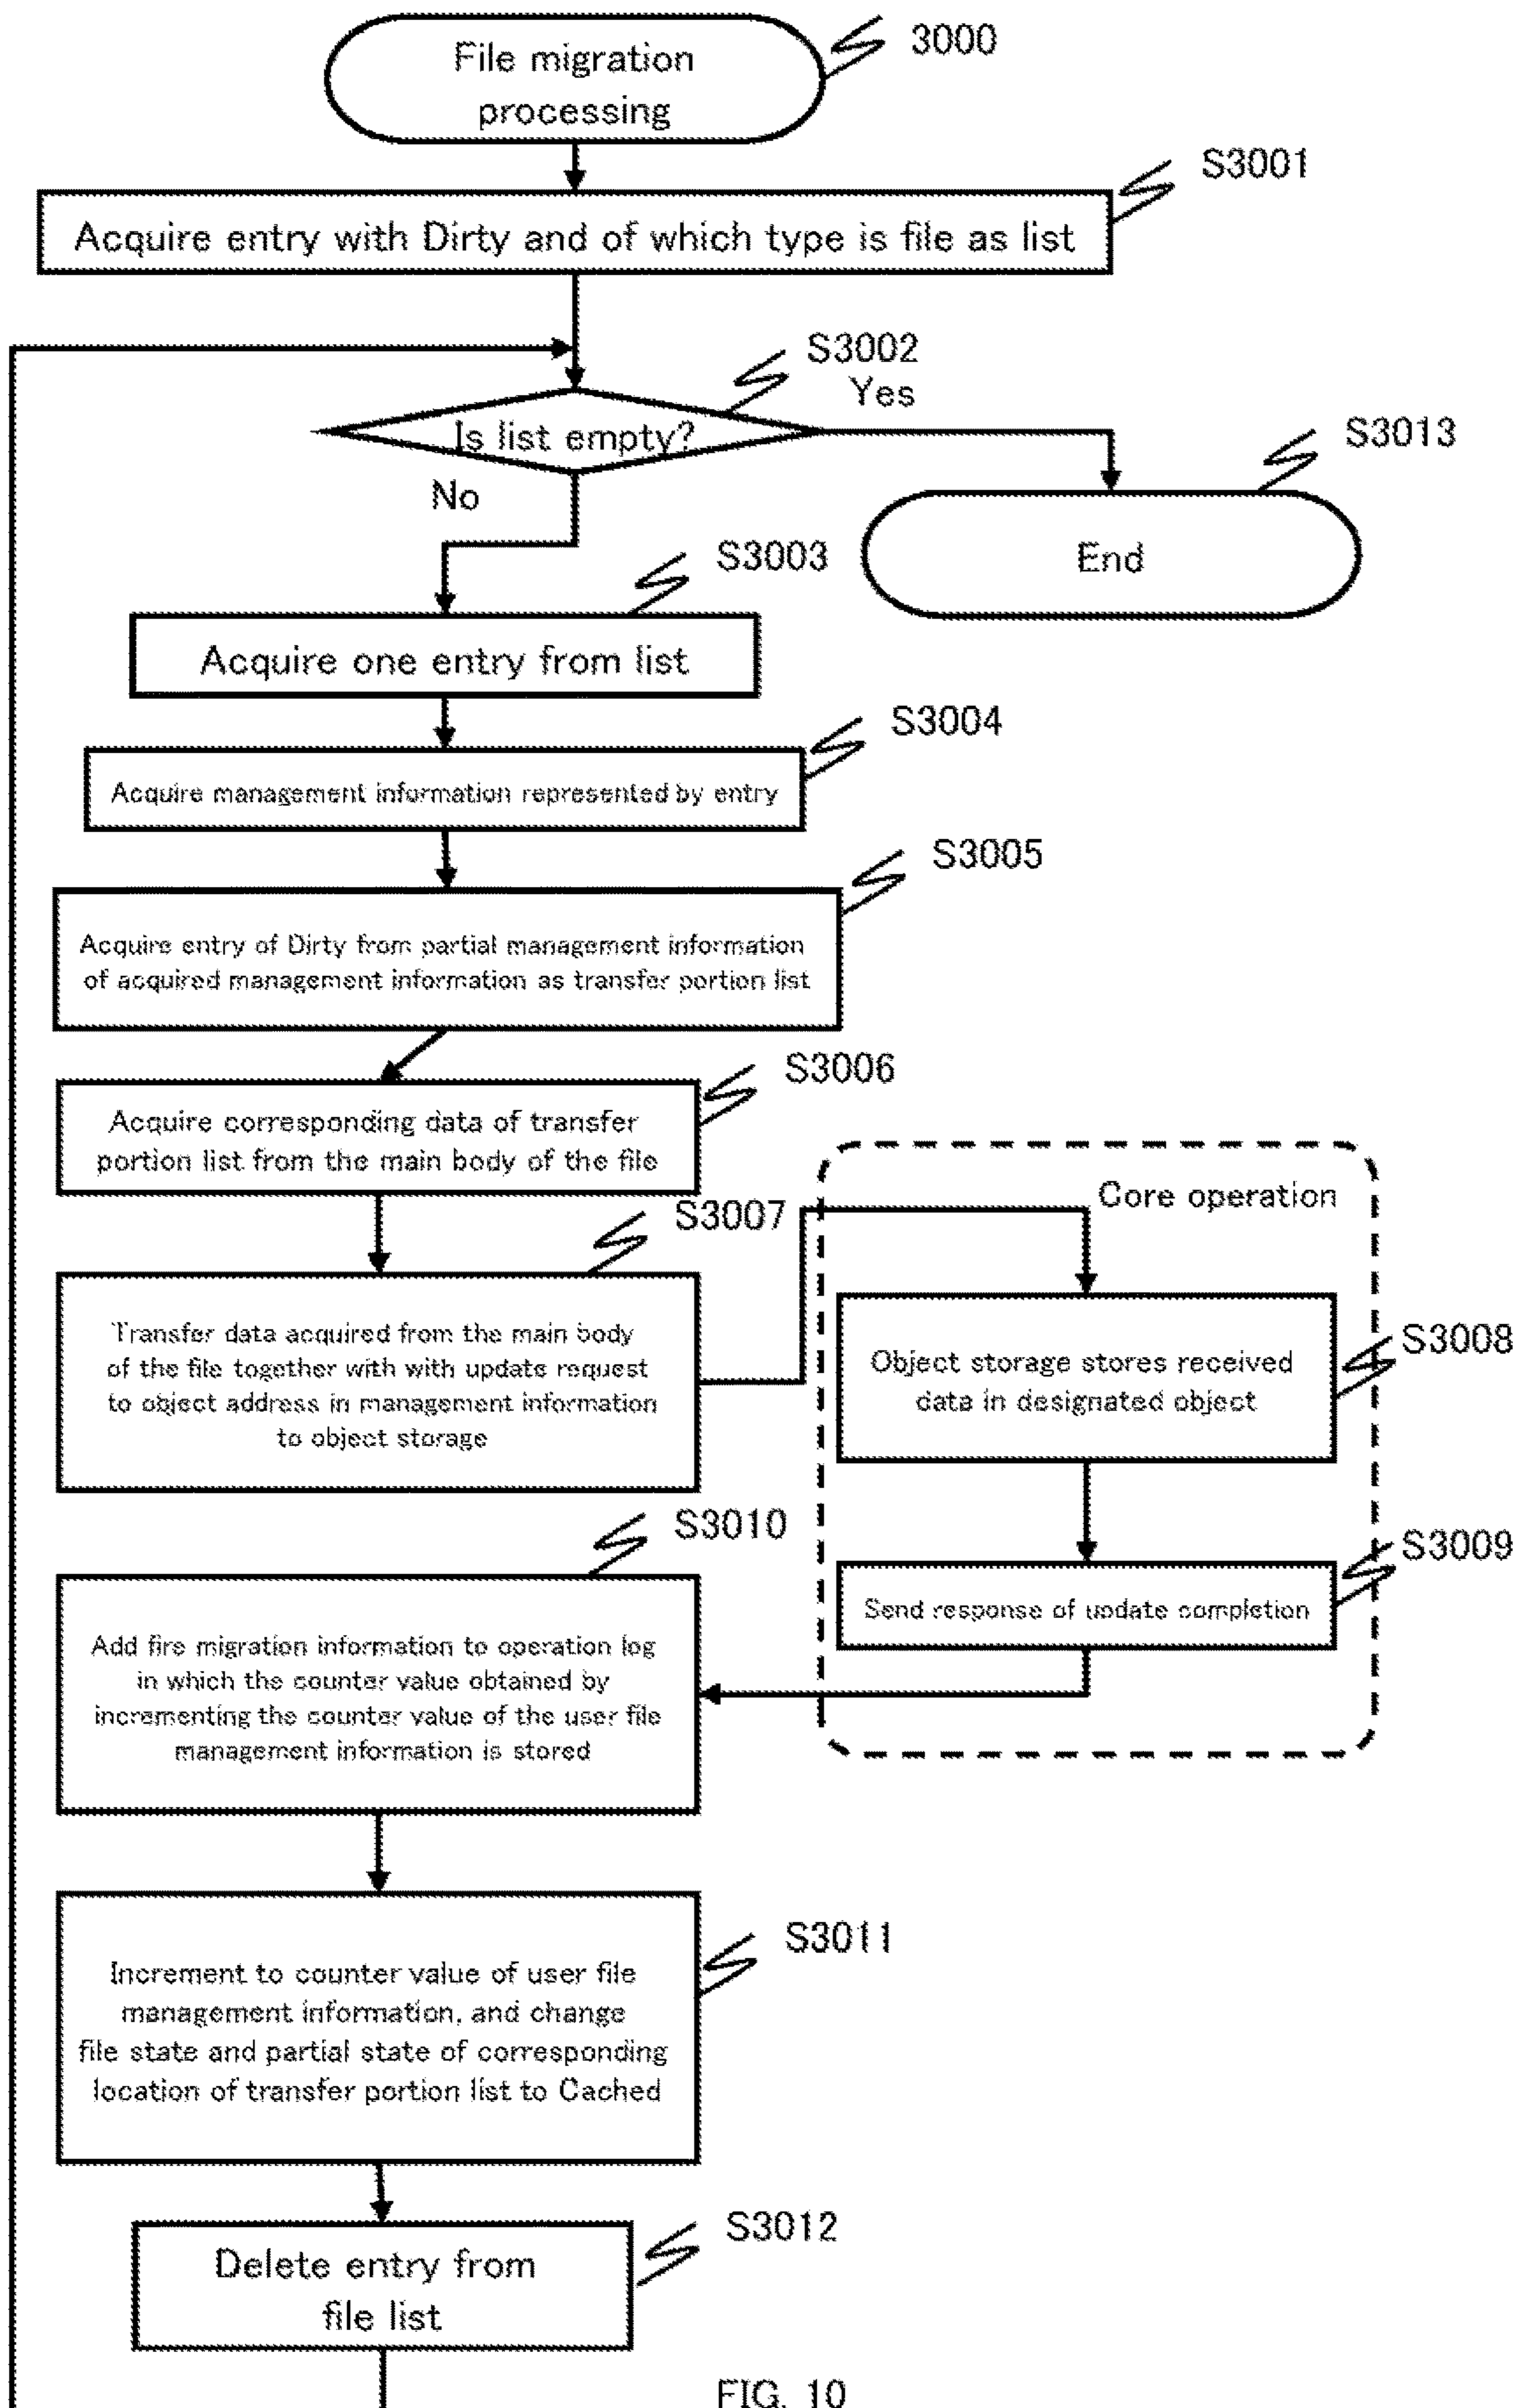 File migration
processing
3000
S3001
Acquire entry with Dirty and of which type is file as list
S3002
Yes
Is list empty?
No
S3013
End
S3003
Acquire one entry from list
S3004
Acquire management information represented by entry
S3005
Acquire entry of Dirty from partial management information
of acquired management information as transfer portion list
S3006
Acquire corresponding data of transfer
portion list from the main body of the file
S3007
Transfer data acquired from the main body
of the file together with with update request
to object address in management information
to object storage
Core operation
S3008
Object storage stores received
data in designated object
S3009
Send response of update completion
S3010
Add fire migration information to operation log
in which the counter value obtained by
incrementing the counter value of the user file
management information is stored
S3011
Increment to counter value of user file
management information, and change
file state and partial state of corresponding
location of transfer portion list to Cached
S3012
Delete entry from
file list
FIG. 10